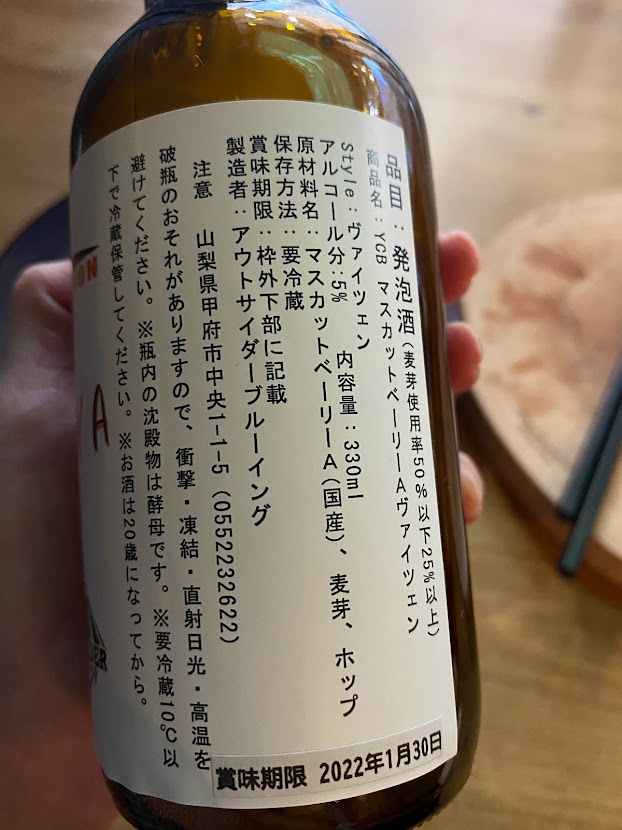 品目：発泡酒（麦芽使用率50％以下25％以上）
商品名：YCB　マスカットベーリーAヴァイツェン
Style：ヴァイツェン
アルコール分：5%　内容量：330ml
原材料名：マスカットベーリーA（国産）、麦芽、ホップ
保存方法：要冷蔵
賞味期限：枠外下部に記載
製造者：アウトサイダーブルーイング
山梨県甲府市中央1-1-5（0552232622）
注意
破瓶のおそれがありますので、衝撃・凍結・直射日光・高温を
避けてください。※瓶内の沈殿物は酵母です。※要冷蔵10℃以
下で冷蔵保管してください。※お酒は20歳になってから。
賞味期限 2022年1月30日
A